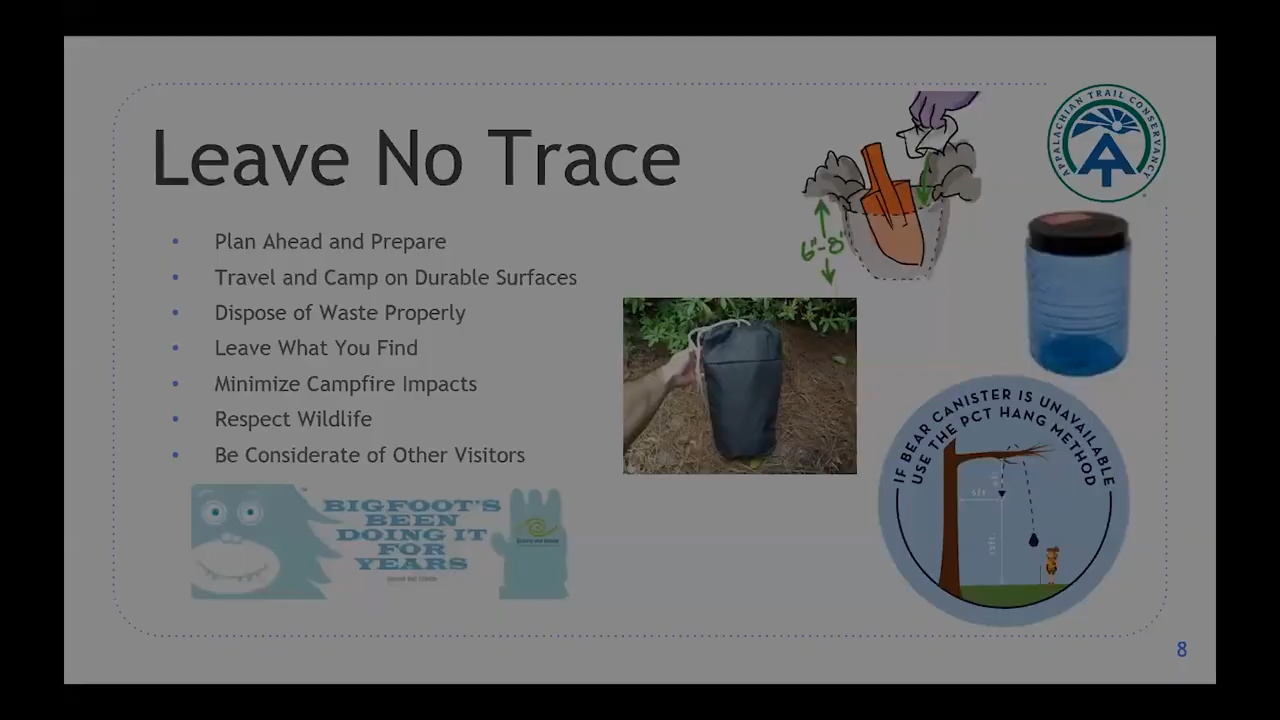 Leave No Trace
APPALACHIAN TRAIL CONSERVANCY
• Plan Ahead and Prepare
• Travel and Camp on Durable Surfaces
• Dispose of Waste Properly
• Leave What You Find
• Minimize Campfire Impacts
• Respect Wildlife
• Be Considerate of Other Visitors
6"-8"
IF BEAR CANISTER IS UNAVAILABLE
USE THE PCT HANG METHOD
5ft
BIGFOOT'S
BEEN
DOING IT
FOR
YEARS
8